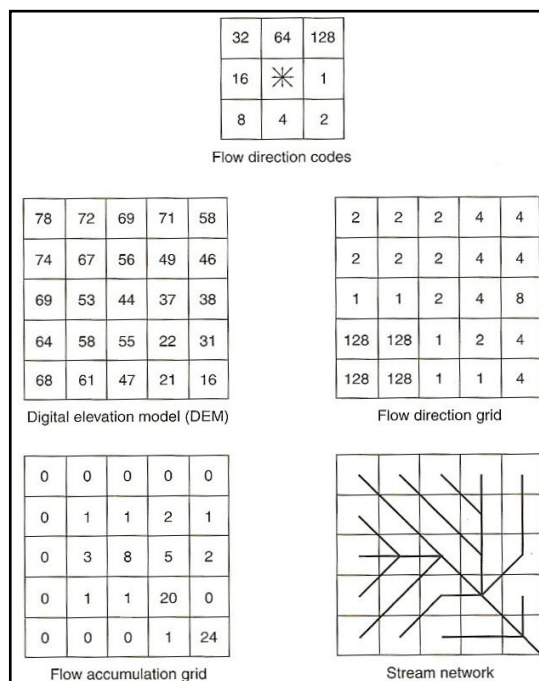 32 64 128
16 1
8 4 2
Flow direction codes
78 72 69 71 58
74 67 56 49 46
69 53 44 37 38
64 58 55 22 31
68 61 47 21 16
Digital elevation model (DEM)
2 2 2 4 4
2 2 2 4 4
1 1 2 4 8
128 128 1 2 4
128 128 1 1 4
Flow direction grid
0 0 0 0 0
0 1 1 2 1
0 3 8 5 2
0 1 1 20 0
0 0 0 1 24
Flow accumulation grid
Stream network